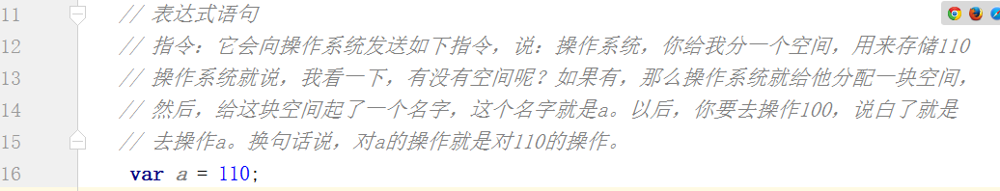 11 // 表达式语句
12 // 指令：它会向操作系统发送如下指令，说：操作系统，你给我分一个空间，用来存储110
13 // 操作系统就说，我看一下，有没有空间呢？如果有，那么操作系统就给他分配一块空间，
14 // 然后，给这块空间起了一个名字，这个名字就是a。以后，你要去操作100，说白了就是
15 // 去操作a。换句话说，对a的操作就是对110的操作。
16 var a = 110;